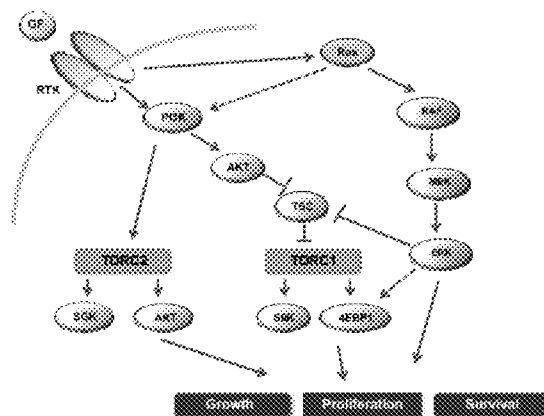 GF
RTK
Ras
PI3K
Raf
AKT
MEK
TSC
ERK
TORC2
TORC1
SGK
AKT
S6K
4EBP1
Growth
Proliferation
Survival